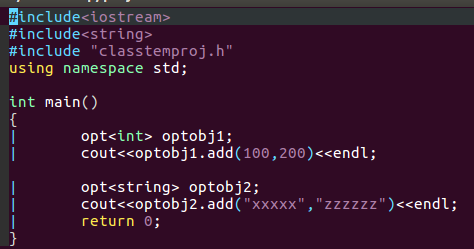 #include<iostream>
#include<string>
#include "classtemproj.h"
using namespace std;
int main()
{
|       opt<int> optobj1;
|       cout<<optobj1.add(100,200)<<endl;
|       opt<string> optobj2;
|       cout<<optobj2.add("xxxxx","zzzzzz")<<endl;
|       return 0;
}